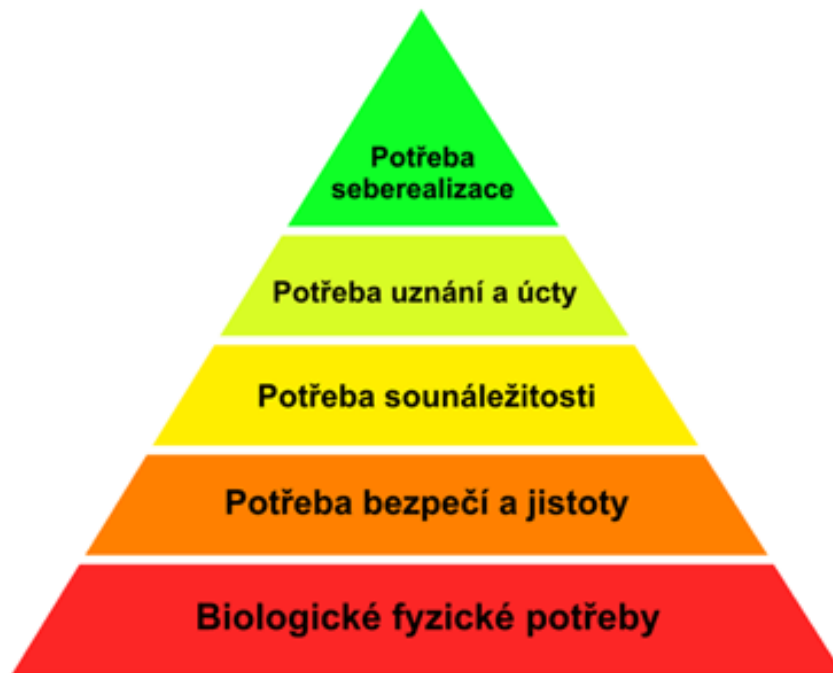 Potřeba
seberealizace
Potřeba uznání a úcty
Potřeba sounáležitosti
Potřeba bezpečí a jistoty
Biologické fyzické potřeby